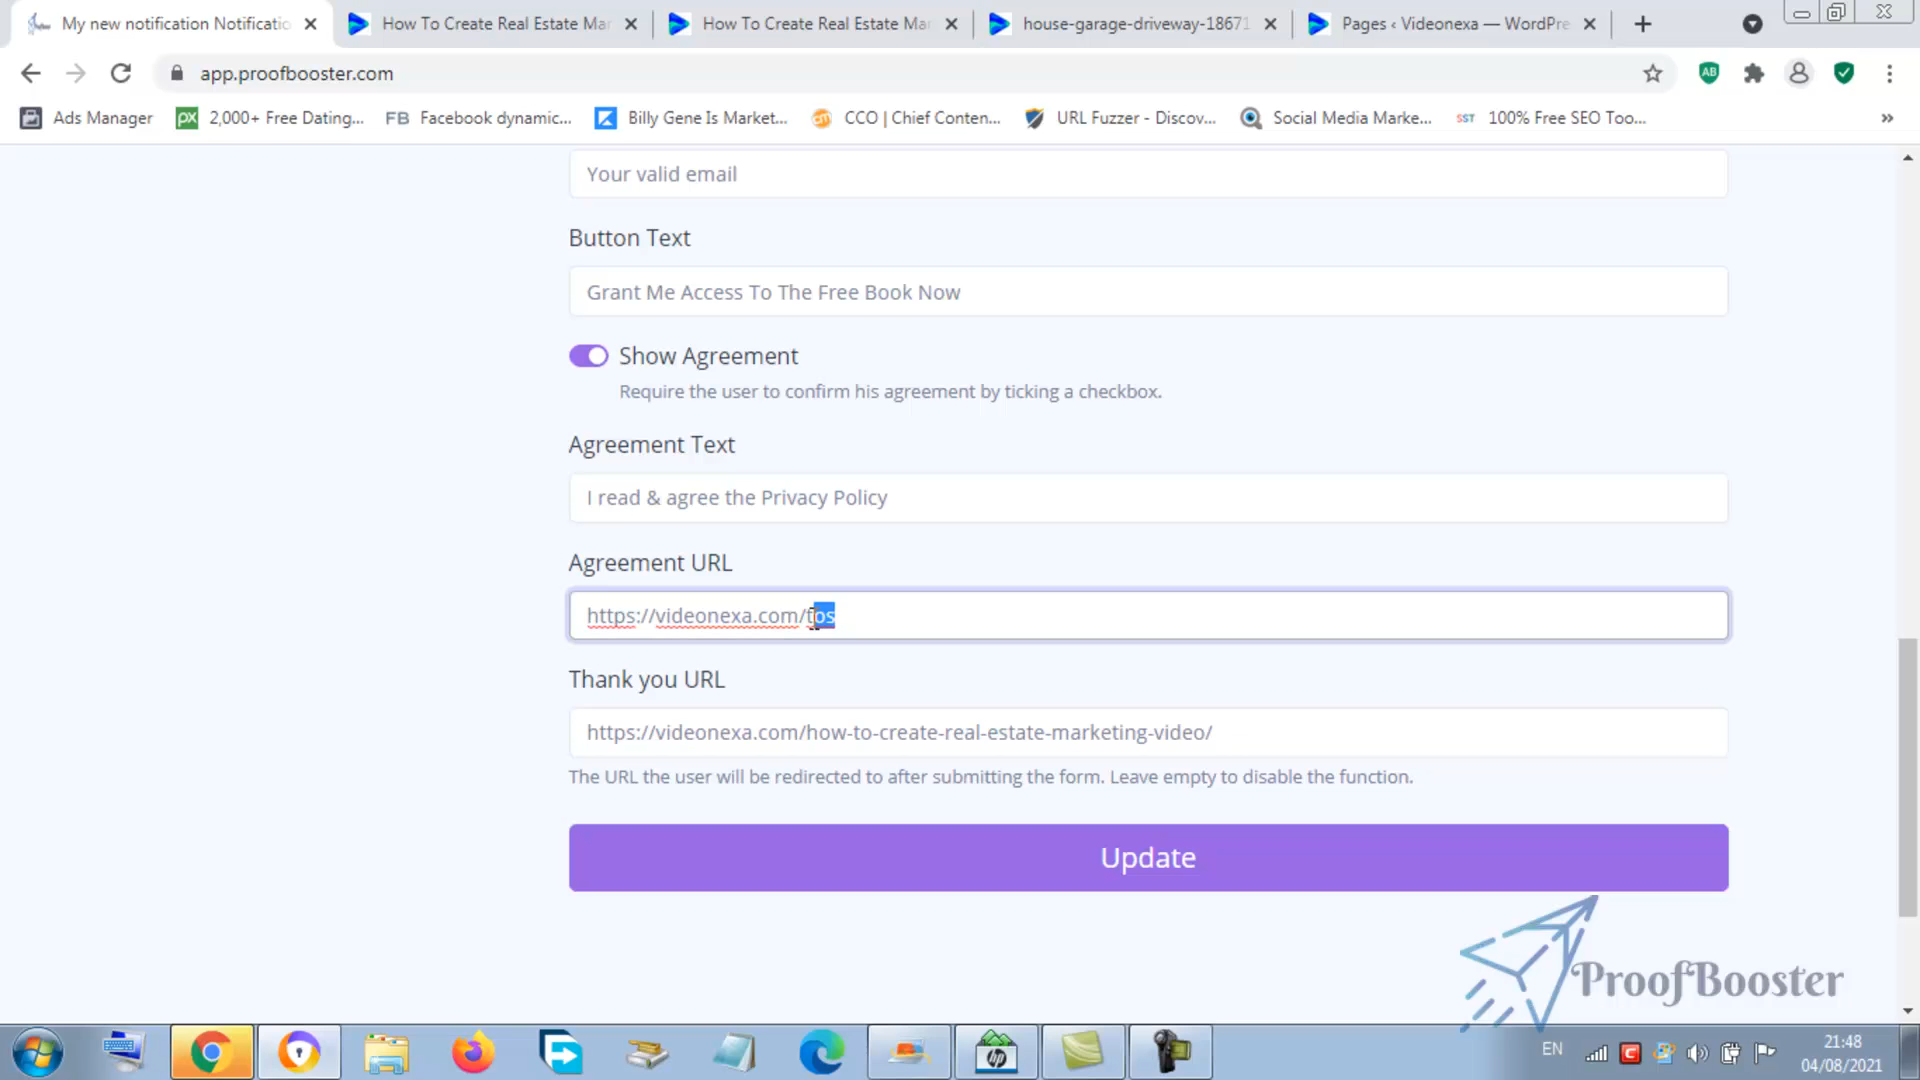 My new notification Notificatio
How To Create Real Estate Mar
How To Create Real Estate Mar
house-garage-driveway-18671
Pages ‹ Videonexa — WordPre
app.proofbooster.com
AB
Ads Manager
PX 2,000+ Free Dating...
FB Facebook dynamic...
Billy Gene Is Market...
cm CCO | Chief Conten...
URL Fuzzer - Discov...
Social Media Marke...
SST 100% Free SEO Too...
»
Your valid email
Button Text
Grant Me Access To The Free Book Now
Show Agreement
Require the user to confirm his agreement by ticking a checkbox.
Agreement Text
I read & agree the Privacy Policy
Agreement URL
https://videonexa.com/tos
Thank you URL
https://videonexa.com/how-to-create-real-estate-marketing-video/
The URL the user will be redirected to after submitting the form. Leave empty to disable the function.
Update
ProofBooster
hp
EN
C
21:48
04/08/2021